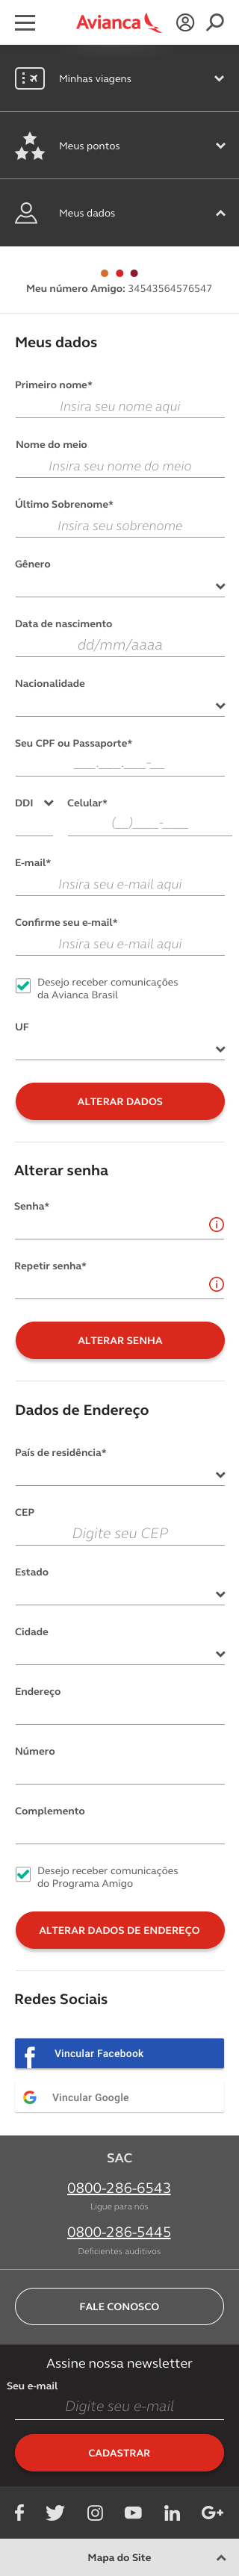 Avianca
Minhas viagens
Meus pontos
Meus dados
Meu número Amigo: 34543564576547
Meus dados
Primeiro nome*
Insira seu nome aqui
Nome do meio
Insira seu nome do meio
Último Sobrenome*
Insira seu sobrenome
Gênero
Data de nascimento
dd/mm/aaaa
Nacionalidade
Seu CPF ou Passaporte*
___.___.___-__
DDI Celular*
(__)____-____
E-mail*
Insira seu e-mail aqui
Confirme seu e-mail*
Insira seu e-mail aqui
Desejo receber comunicações
da Avianca Brasil
UF
ALTERAR DADOS
Alterar senha
Senha*
Repetir senha*
ALTERAR SENHA
Dados de Endereço
País de residência*
CEP
Digite seu CEP
Estado
Cidade
Endereço
Número
Complemento
Desejo receber comunicações
do Programa Amigo
ALTERAR DADOS DE ENDEREÇO
Redes Sociais
Vincular Facebook
Vincular Google
SAC
0800-286-6543
Ligue para nós
0800-286-5445
Deficientes auditivos
FALE CONOSCO
Assine nossa newsletter
Seu e-mail
Digite seu e-mail
CADASTRAR
Mapa do Site